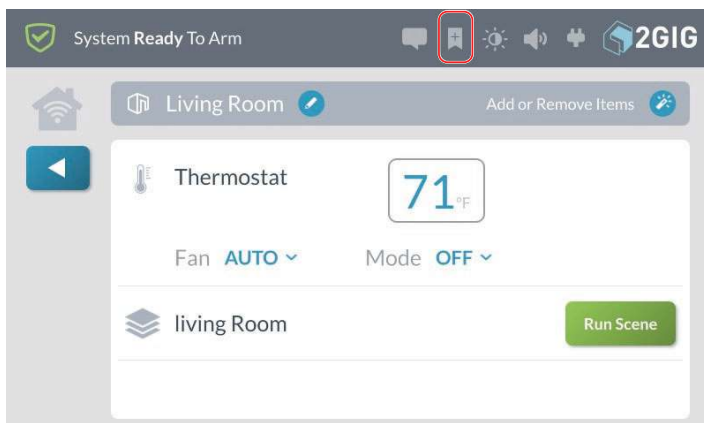 System Ready To Arm
2GIG
Living Room
Add or Remove Items
Thermostat
71°F
Fan AUTO
Mode OFF
living Room
Run Scene